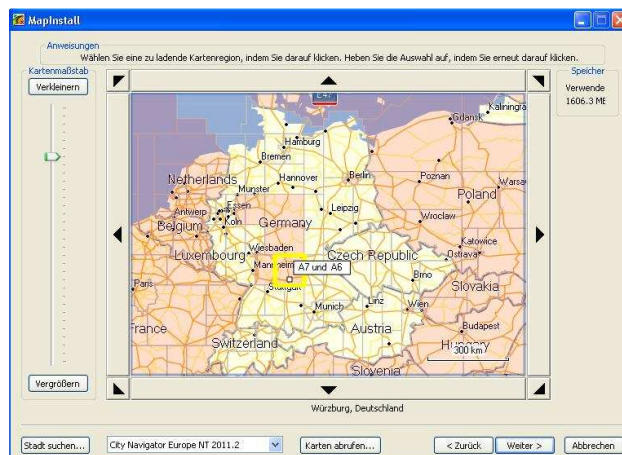 MapInstall
Anweisungen
Wählen Sie eine zu ladende Kartenregion, indem Sie darauf klicken. Heben Sie die Auswahl auf, indem Sie erneut darauf klicken.
Kartenmaßstab
Verkleinern
Speicher
Verwende
1606.3 ME
E47
Kaliningra
Gdansk
Hamburg
Bremen
Netherlands
Hannover
Berlin
Poznan
Warsa
Munster
Poland
Antwerp
Essen
Leipzig
Wroclaw
Belgium
Koln
Germany
Katowice
Luxembourg
Wiesbaden
Czech Republic
Ostrava
Mannheim
A7 und A6
Brno
Paris
Stuttgart
Slovakia
Munich
Linz
Wien
France
Austria
Budapest
Switzerland
Hungary
300 km
Slovenia
Vergrößern
Würzburg, Deutschland
Stadt suchen...
City Navigator Europe NT 2011.2
Karten abrufen...
< Zurück
Weiter >
Abbrechen